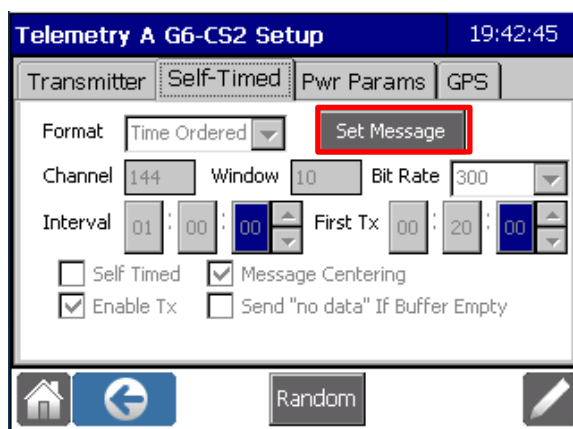 Telemetry A G6-CS2 Setup 19:42:45
Transmitter Self-Timed Pwr Params GPS
Format Time Ordered Set Message
Channel 144 Window 10 Bit Rate 300
Interval 01 : 00 : 00 First Tx 00 : 20 : 00
Self Timed Message Centering
Enable Tx Send "no data" If Buffer Empty
Random